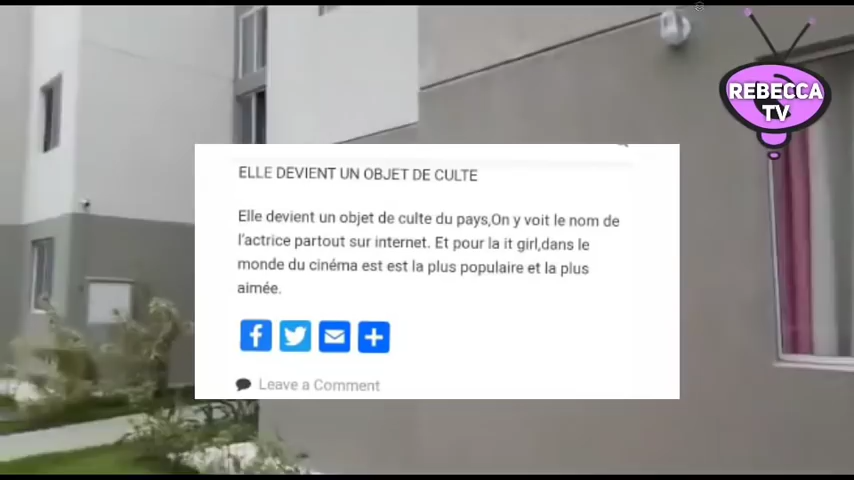 REBECCA
TV
ELLE DEVIENT UN OBJET DE CULTE
Elle devient un objet de culte du pays,On y voit le nom de
l'actrice partout sur internet. Et pour la it girl,dans le
monde du cinéma est est la plus populaire et la plus
aimée.
Leave a Comment